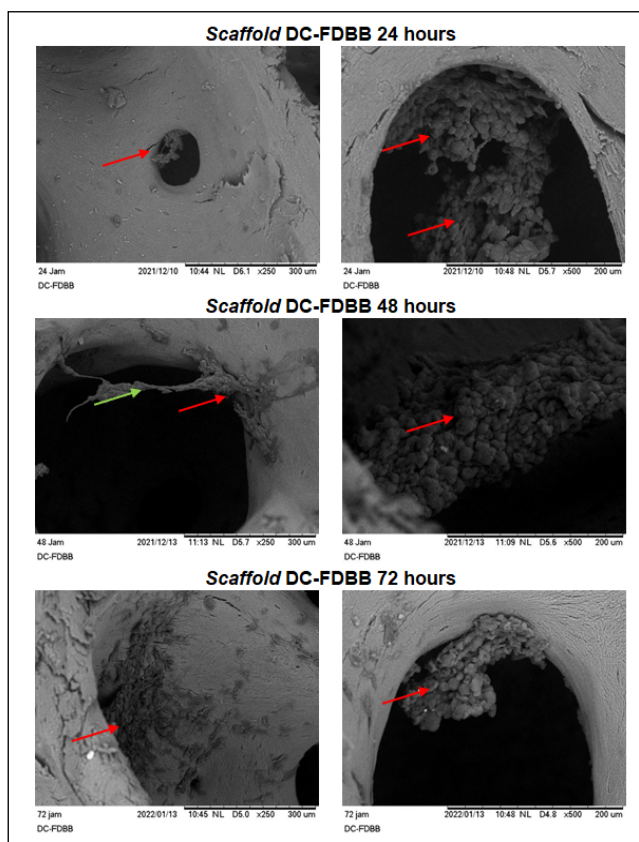 Scaffold DC-FDBB 24 hours
24 Jam 2021/12/10 10:44 NL D6.1 x250 300 um
DC-FDBB
24 Jam 2021/12/10 10:48 NL D5.7 x500 200 um
DC-FDBB
Scaffold DC-FDBB 48 hours
48 Jam 2021/12/13 11:13 NL D5.7 x250 300 um
DC-FDBB
48 Jam 2021/12/13 11:09 NL D5.6 x500 200 um
DC-FDBB
Scaffold DC-FDBB 72 hours
72 jam 2022/01/13 10:45 NL D5.0 x250 300 um
DC-FDBB
72 jam 2022/01/13 10:48 NL D4.8 x500 200 um
DC-FDBB